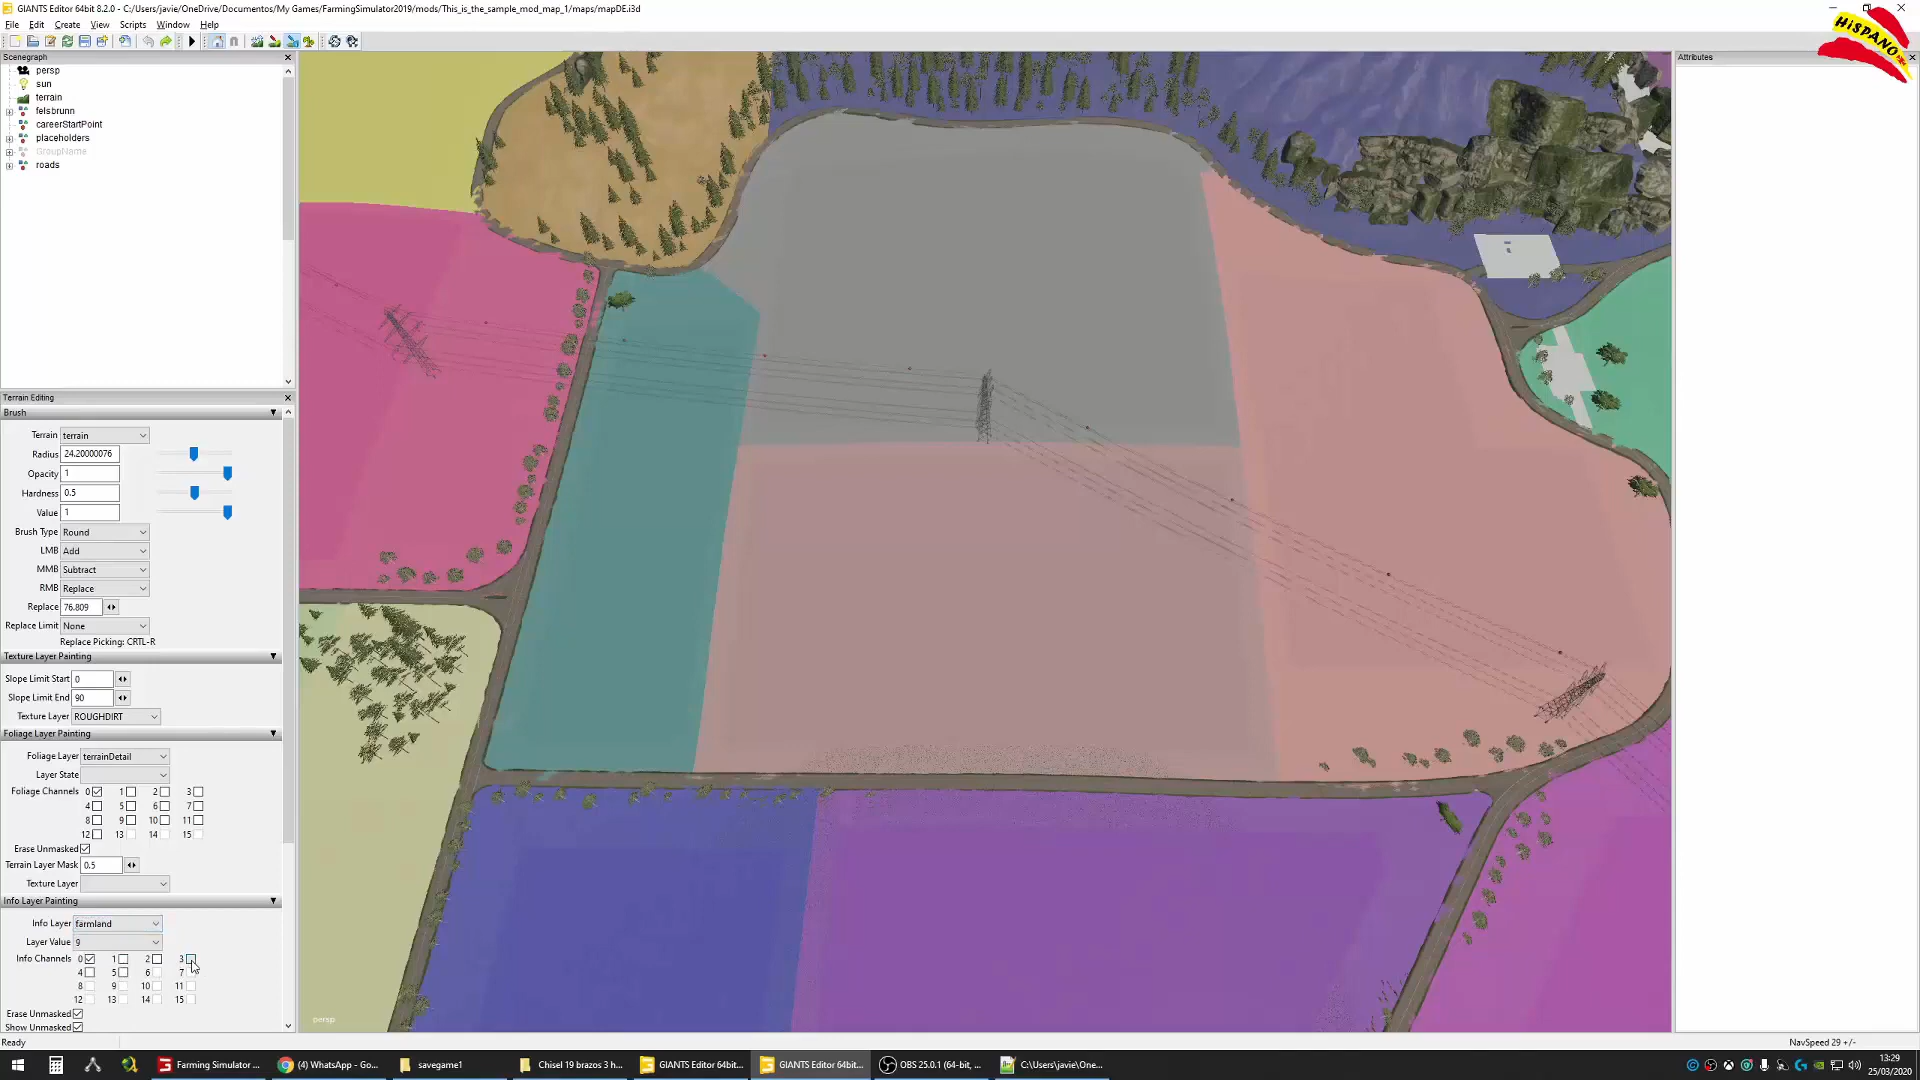 GIANTS Editor 64bit 8.2.0 - C:/Users/javie/OneDrive/Documentos/My Games/FarmingSimulator2019/mods/This_is_the_sample_mod_map_1/maps/mapDE.i3d
File Edit Create View Scripts Window Help
HISPANO
Scenegraph
Attributes
persp
sun
terrain
felsbrunn
careerStartPoint
placeholders
GroupName
roads
Terrain Editing
Brush
Terrain terrain
Radius 24.20000076
Opacity 1
Hardness 0.5
Value 1
Brush Type Round
LMB Add
MMB Subtract
RMB Replace
Replace 76.809
Replace Limit None
Replace Picking: CRTL-R
Texture Layer Painting
Slope Limit Start 0
Slope Limit End 90
Texture Layer ROUGHDIRT
Foliage Layer Painting
Foliage Layer terrainDetail
Layer State
Foliage Channels 0 1 2 3
4 5 6 7
8 9 10 11
12 13 14 15
Erase Unmasked
Terrain Layer Mask 0.5
Texture Layer
Info Layer Painting
Info Layer farmland
Layer Value 9
Info Channels 0 1 2 3
4 5 6 7
8 9 10 11
12 13 14 15
Erase Unmasked
Show Unmasked
persp
Ready
NavSpeed 29 +/-
Farming Simulator ...
(4) WhatsApp - Go...
savegame1
Chisel 19 brazos 3 h...
GIANTS Editor 64bit...
GIANTS Editor 64bit...
OBS 25.0.1 (64-bit, ...
C:\Users\javie\One...
13:29
25/03/2020